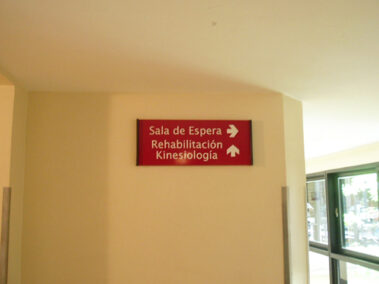 Sala de Espera
Rehabilitación
Kinesiología